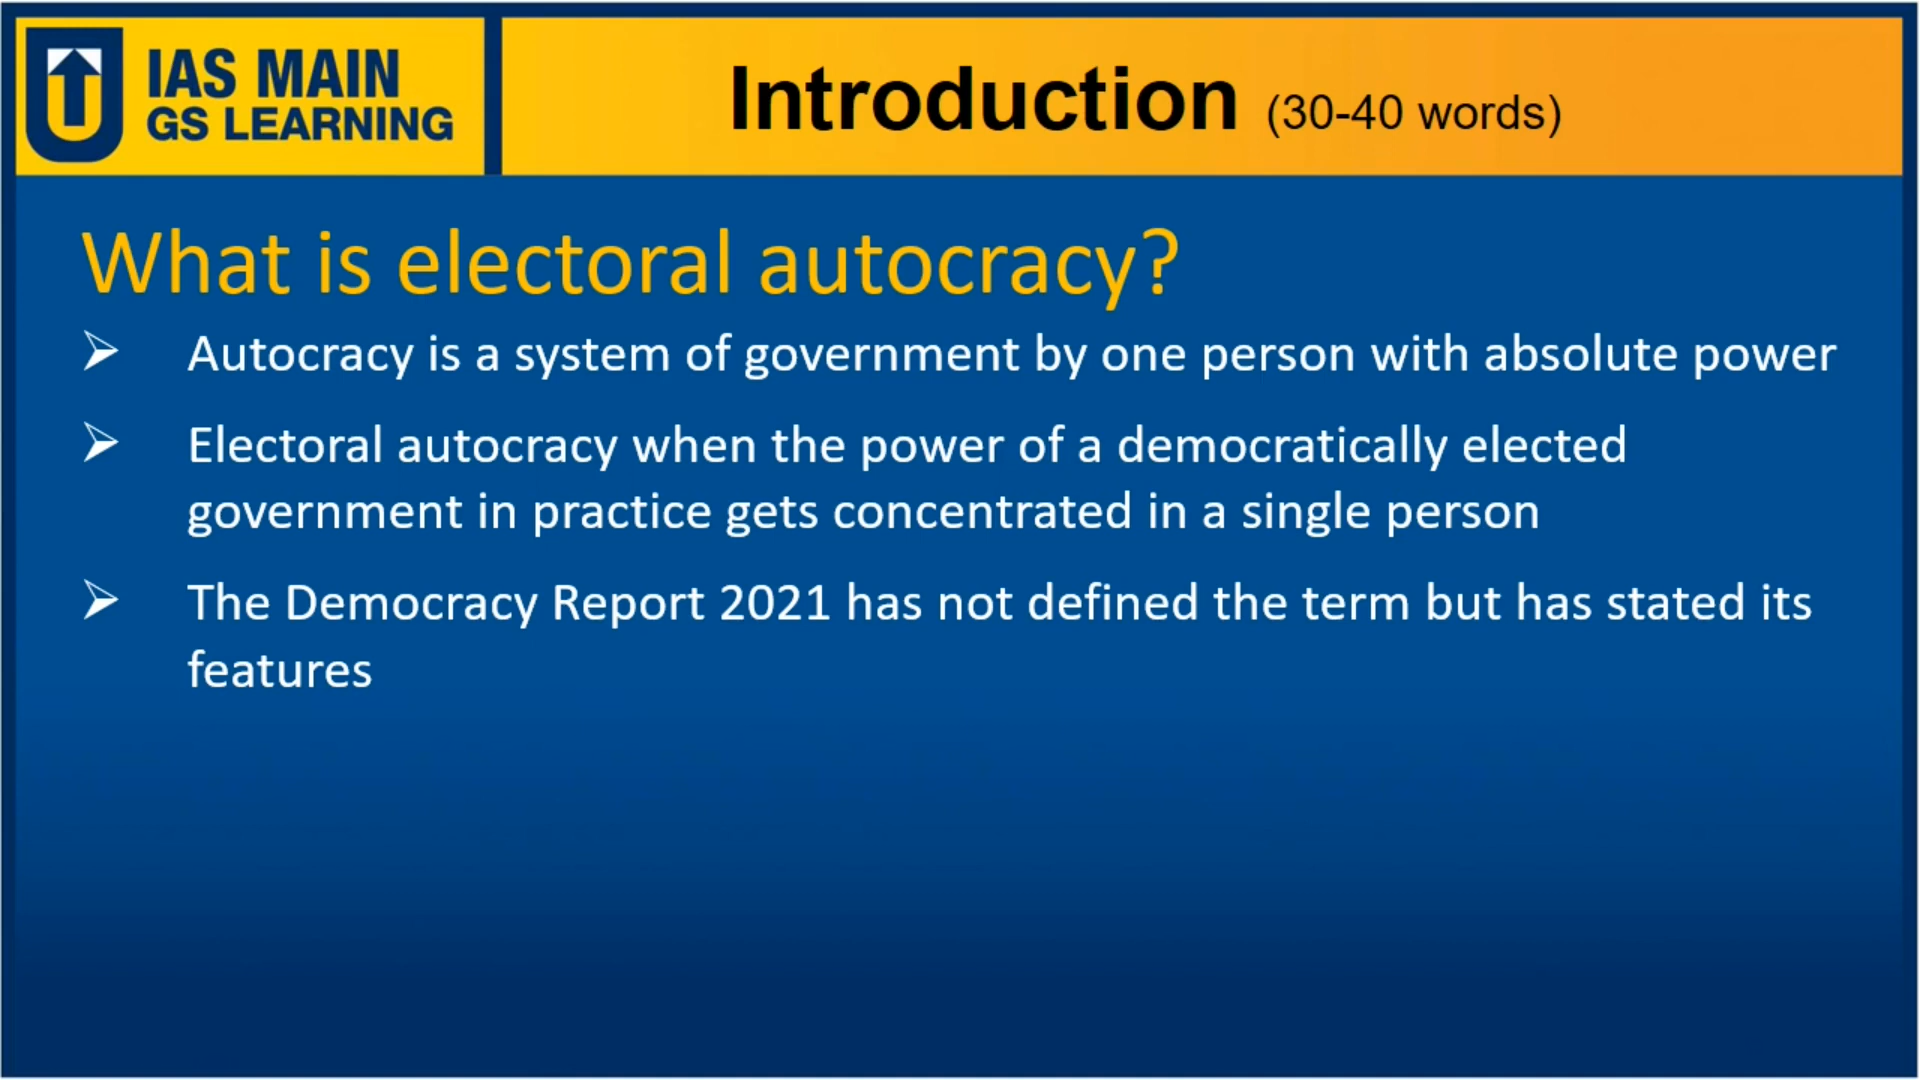 IAS MAIN
GS LEARNING
Introduction (30-40 words)
What is electoral autocracy?
Autocracy is a system of government by one person with absolute power
Electoral autocracy when the power of a democratically elected
government in practice gets concentrated in a single person
The Democracy Report 2021 has not defined the term but has stated its
features